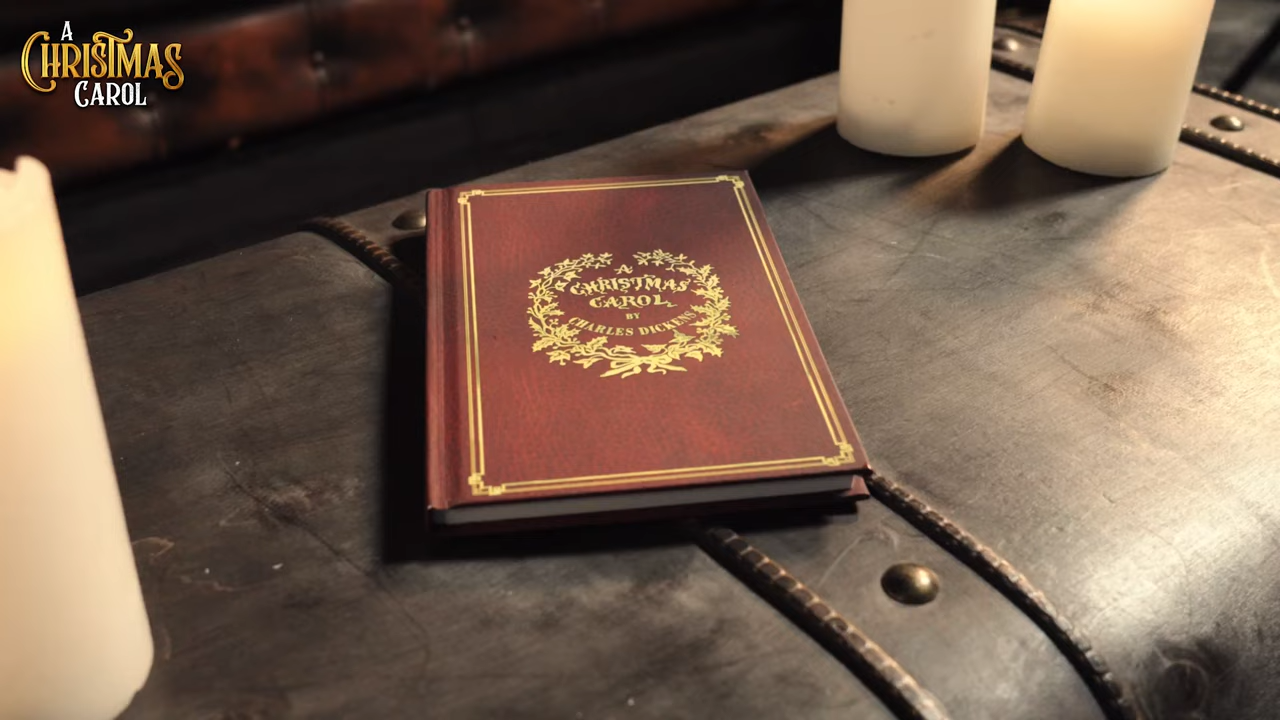 A
CHRISTMAS
CAROL
A
CHRISTMAS
CAROL
BY
CHARLES DICKENS